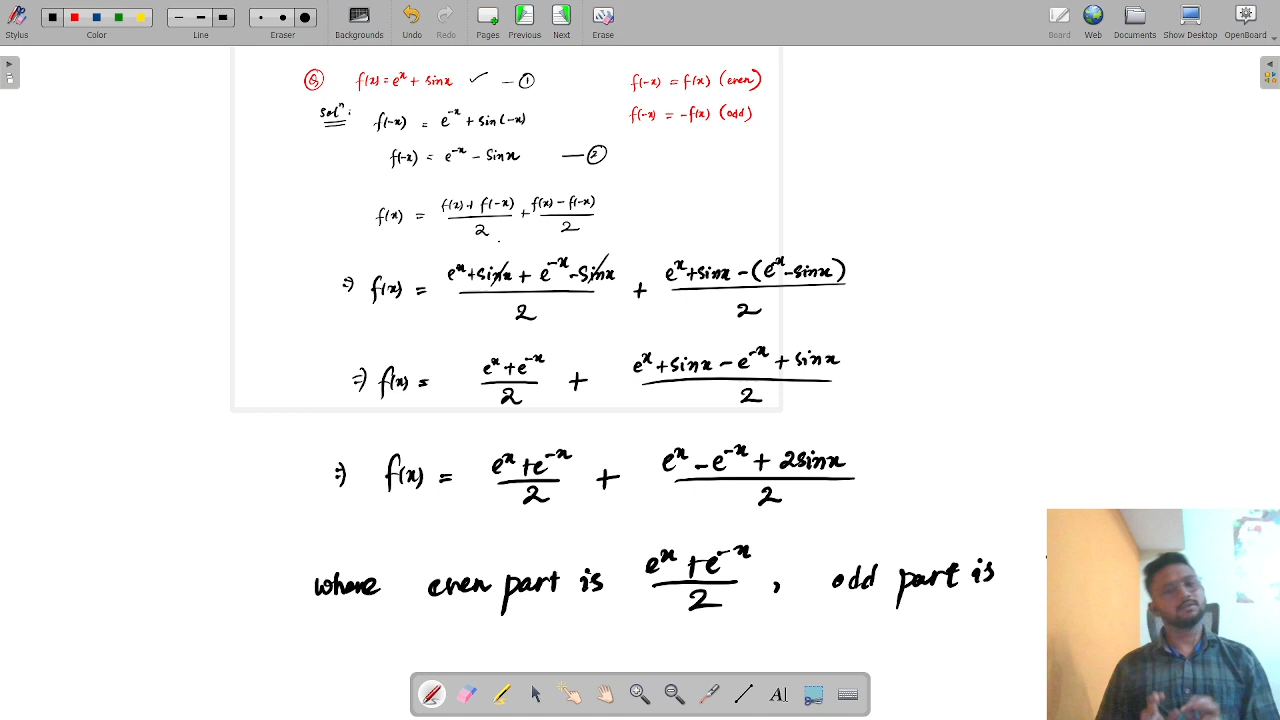 Stylus Color Line Eraser Backgrounds Undo Redo Pages Previous Next Erase Board Web Documents Show Desktop OpenBoard
Q f(x) = e^x + sinx ✓ — ①
f(-x) = f(x) (even)
Solⁿ: f(-x) = e^-x + sin(-x)
f(-x) = -f(x) (odd)
f(-x) = e^-x - sinx — ②
f(x) = (f(x) + f(-x))/2 + (f(x) - f(-x))/2
⇒ f(x) = (e^x + sinx + e^-x - sinx)/2 + (e^x + sinx - (e^-x - sinx))/2
⇒ f(x) = (e^x + e^-x)/2 + (e^x + sinx - e^-x + sinx)/2
⇒ f(x) = (e^x + e^-x)/2 + (e^x - e^-x + 2sinx)/2
where even part is (e^x + e^-x)/2 , odd part is
AI